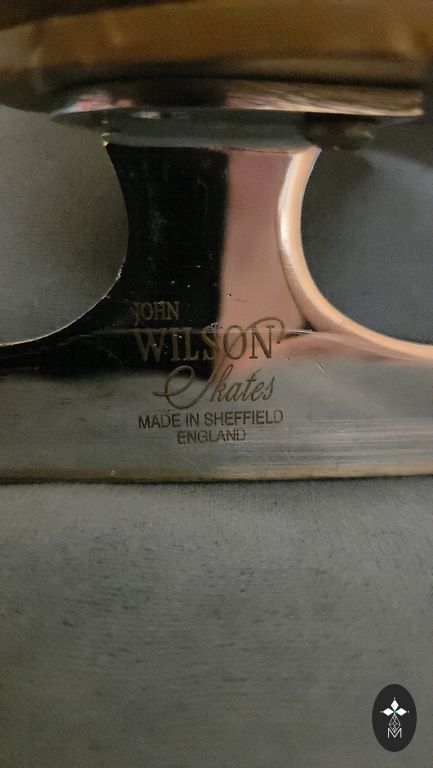 JOHN
WILSON
Skates
MADE IN SHEFFIELD
ENGLAND
M